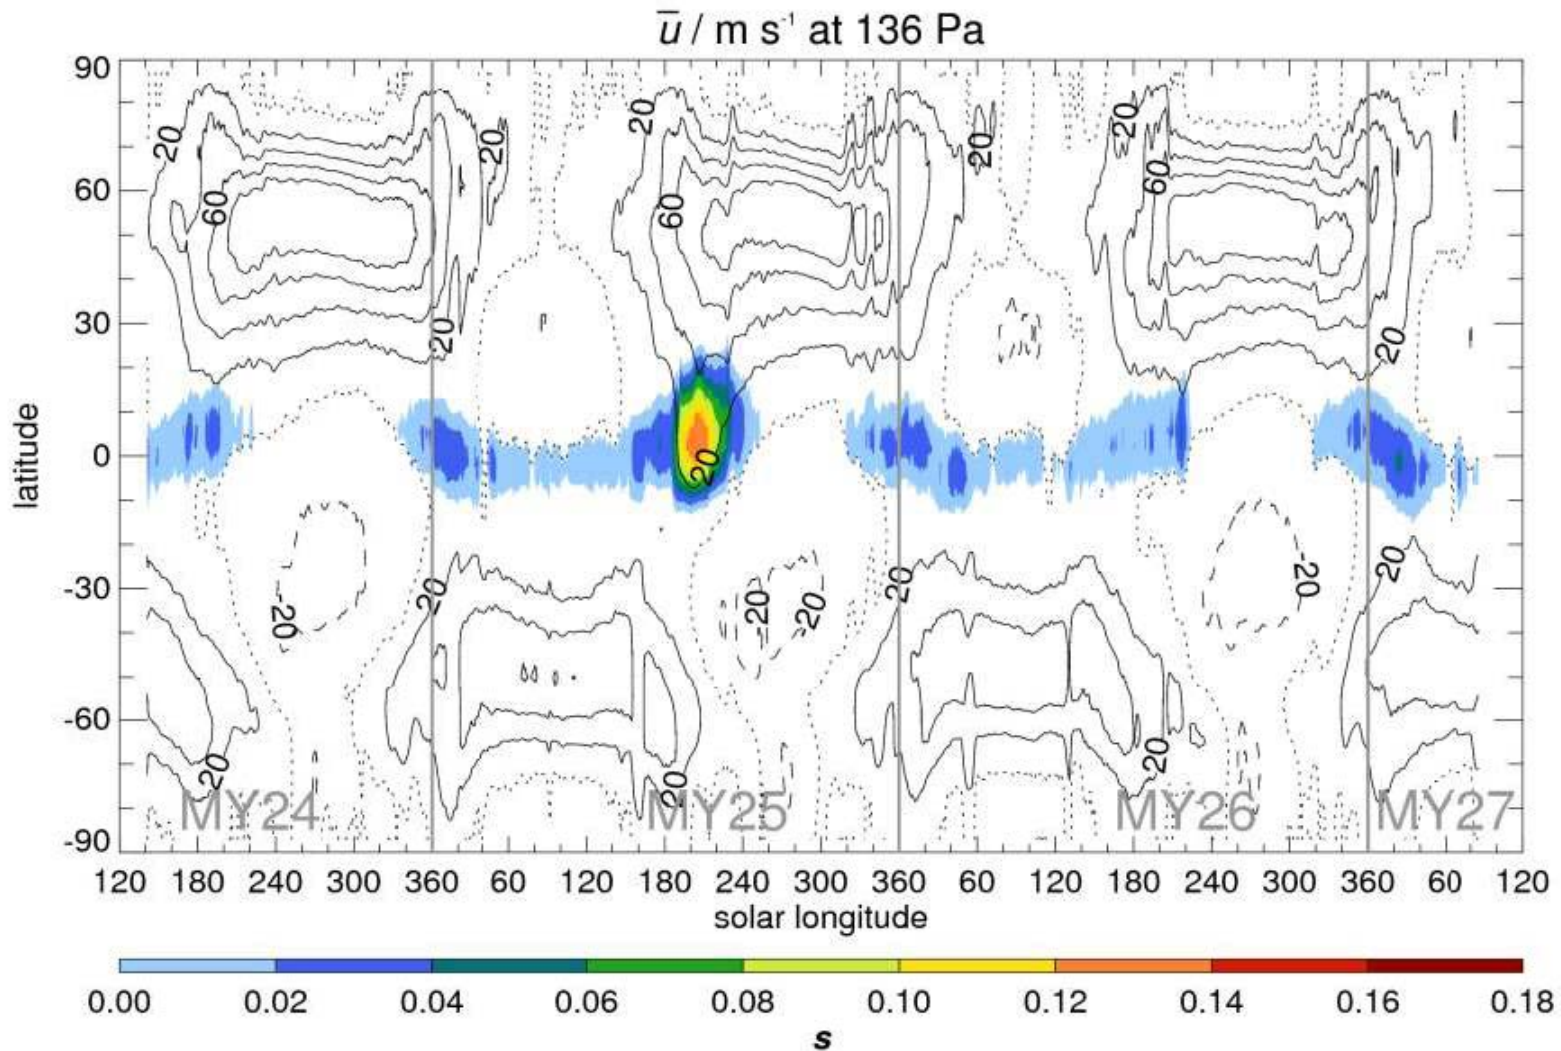 u̅ / m s⁻¹ at 136 Pa
90
60
30
0
-30
-60
-90
latitude
20 20 20 20 20
60 60 60
20 20
20
-20 20 -20 -20 20 -20 20
20 20 20
MY24 MY25 MY26 MY27
120 180 240 300 360 60 120 180 240 300 360 60 120 180 240 300 360 60 120
solar longitude
0.00 0.02 0.04 0.06 0.08 0.10 0.12 0.14 0.16 0.18
s